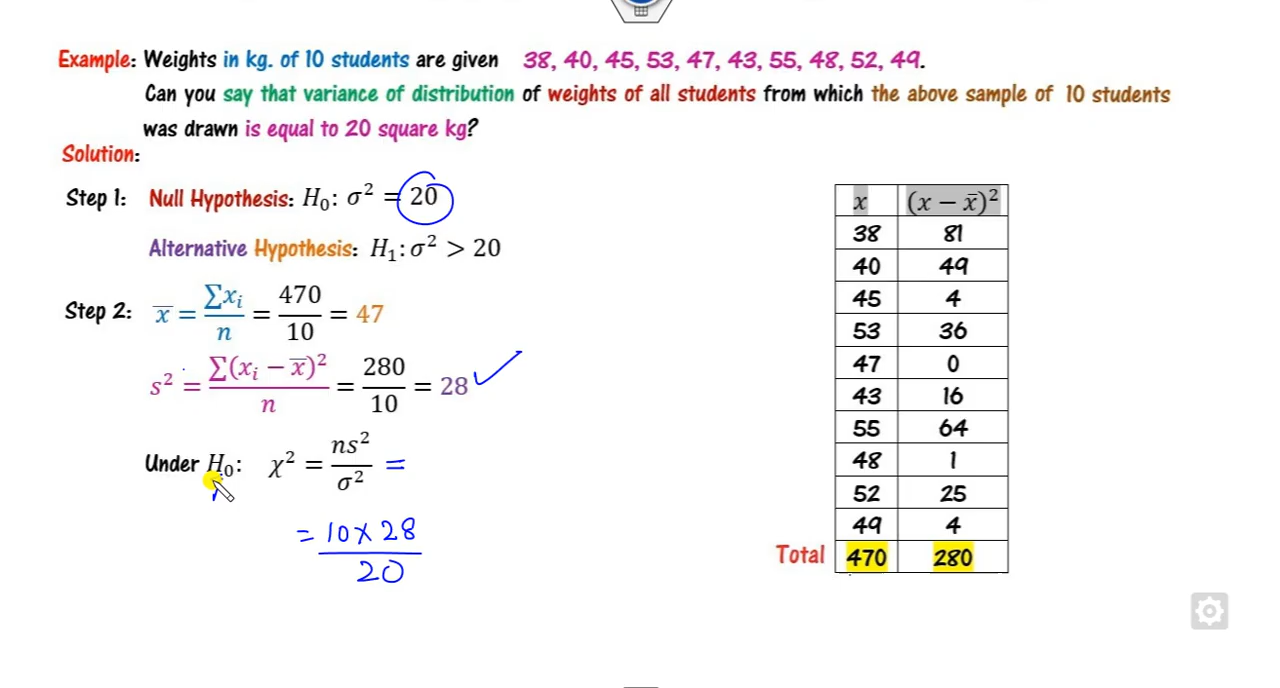 Example: Weights in kg. of 10 students are given 38, 40, 45, 53, 47, 43, 55, 48, 52, 49.
Can you say that variance of distribution of weights of all students from which the above sample of 10 students
was drawn is equal to 20 square kg?
Solution:
Step 1: Null Hypothesis: H₀: σ² = 20
Alternative Hypothesis: H₁: σ² > 20
Step 2: x̄ = ∑xᵢ/n = 470/10 = 47
s² = ∑(xᵢ − x̄)²/n = 280/10 = 28
Under H₀: χ² = ns²/σ² =
= 10 × 28 / 20
x (x − x̄)²
38 81
40 49
45 4
53 36
47 0
43 16
55 64
48 1
52 25
49 4
Total 470 280